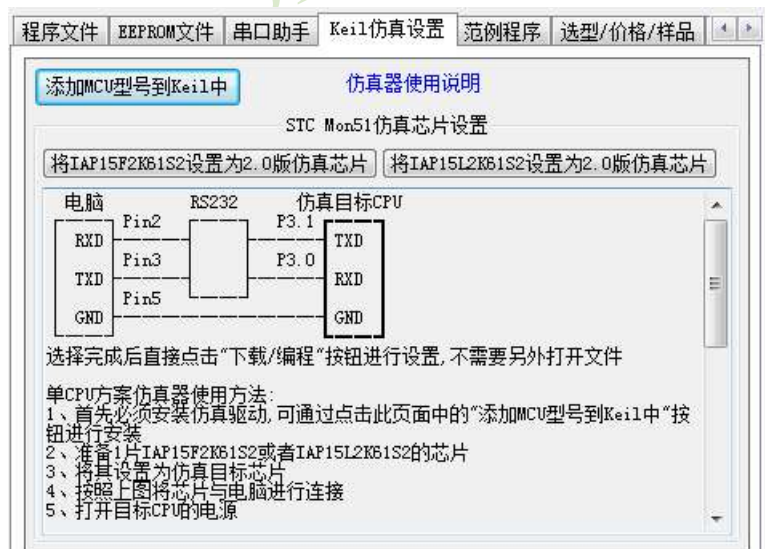 程序文件 EEPROM文件 串口助手 Keil仿真设置 范例程序 选型/价格/样品
添加MCU型号到Keil中 仿真器使用说明
STC Mon51仿真芯片设置
将IAP15F2K61S2设置为2.0版仿真芯片 将IAP15L2K61S2设置为2.0版仿真芯片
电脑 RS232 仿真目标CPU
Pin2 P3.1
RXD TXD
Pin3 P3.0
TXD RXD
Pin5
GND GND
选择完成后直接点击"下载/编程"按钮进行设置,不需要另外打开文件
单CPU方案仿真器使用方法:
1、首先必须安装仿真驱动,可通过点击此页面中的"添加MCU型号到Keil中"按
钮进行安装
2、准备1片IAP15F2K61S2或者IAP15L2K61S2的芯片
3、将其设置为仿真目标芯片
4、按照上图将芯片与电脑进行连接
5、打开目标CPU的电源